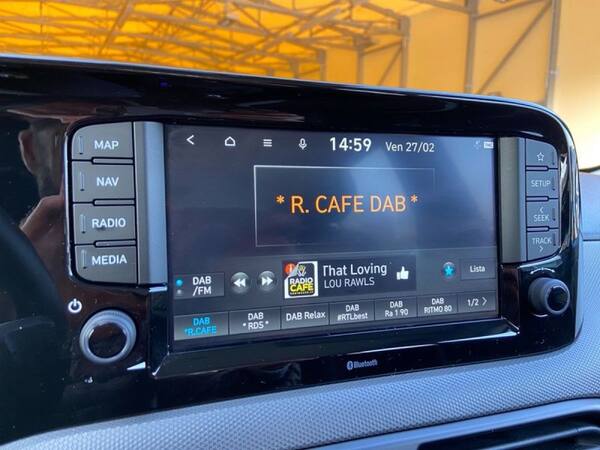 MAP
NAV
RADIO
MEDIA
14:59 Ven 27/02
* R. CAFE DAB *
DAB
/FM
RADIO
CAFE
That Loving
LOU RAWLS
Lista
DAB
*R.CAFE
DAB
* RDS *
DAB Relax
DAB
#RTLbest
DAB
Ra 1 90
DAB
RITMO 80
1/2 >
SETUP
< SEEK
TRACK >
Bluetooth